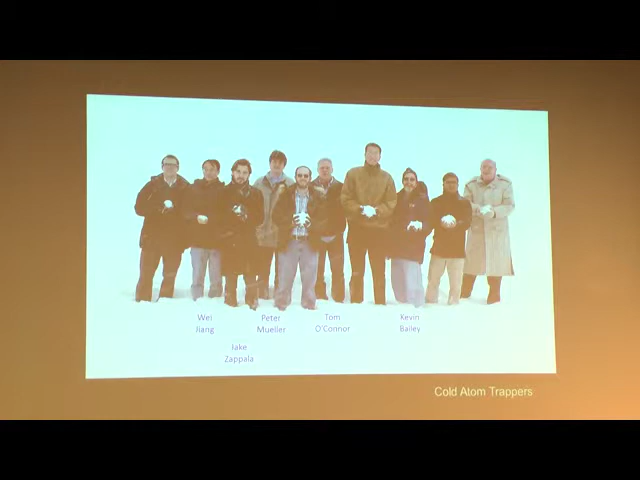 Wei
Jiang
Peter
Mueller
Tom
O'Connor
Kevin
Bailey
Jake
Zappala
Cold Atom Trappers